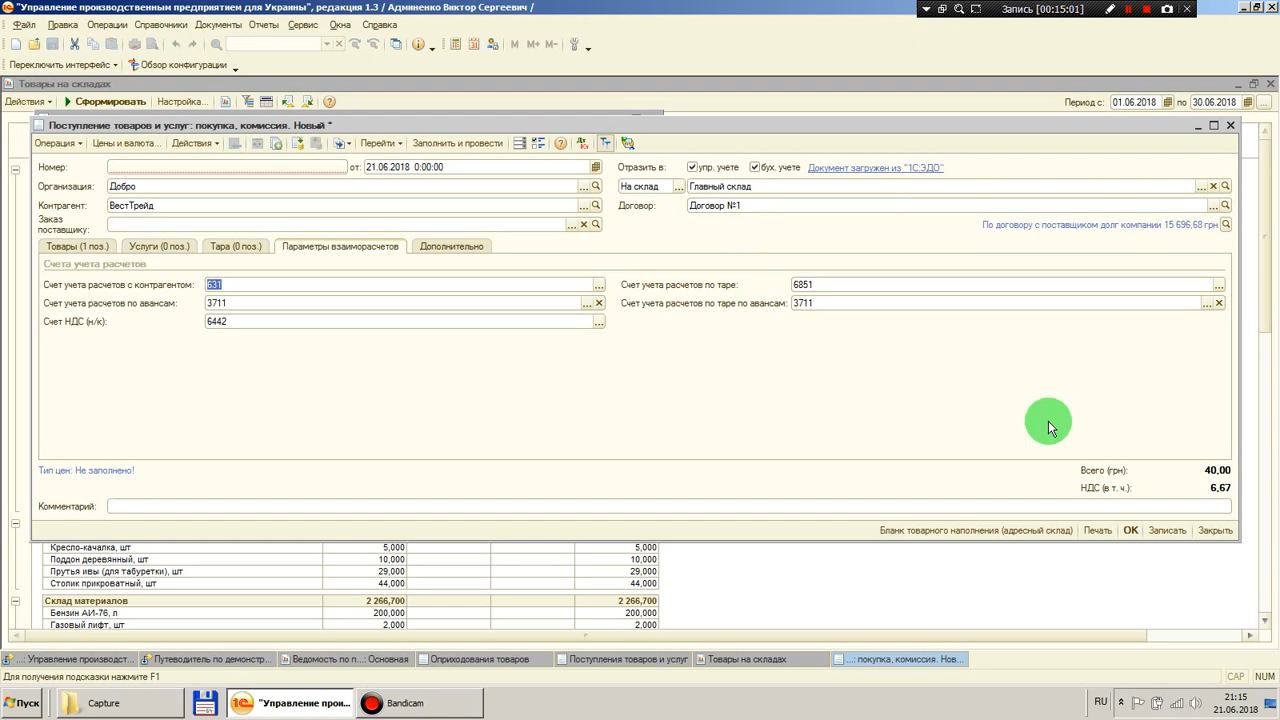 "Управление производственным предприятием для Украины", редакция 1.3 / Админенко Виктор Сергеевич /
Запись [00:15:01]
Файл Правка Операции Справочники Документы Отчеты Сервис Окна Справка
M M+ M-
Переключить интерфейс Обзор конфигурации
Товары на складах
Действия Сформировать Настройка... Период с: 01.06.2018 по 30.06.2018
Поступление товаров и услуг: покупка, комиссия. Новый *
Операция Цены и валюта... Действия Перейти Заполнить и провести
Номер: от: 21.06.2018 0:00:00 Отразить в: упр. учете бух. учете Документ загружен из "1С:ЭДО"
Организация: Добро На склад Главный склад
Контрагент: ВестТрейд Договор: Договор №1
Заказ поставщику: По договору с поставщиком долг компании 15 696,68 грн
Товары (1 поз.) Услуги (0 поз.) Тара (0 поз.) Параметры взаиморасчетов Дополнительно
Счета учета расчетов
Счет учета расчетов с контрагентом: 631 Счет учета расчетов по таре: 6851
Счет учета расчетов по авансам: 3711 Счет учета расчетов по таре по авансам: 3711
Счет НДС (н/к): 6442
Тип цен: Не заполнено! Всего (грн): 40,00
НДС (в т. ч.): 6,67
Комментарий:
Бланк товарного наполнения (адресный склад) Печать OK Записать Закрыть
Кресло-качалка, шт 5,000 5,000
Поддон деревянный, шт 10,000 10,000
Прутья ивы (для табуретки), шт 29,000 29,000
Столик прикроватный, шт 44,000 44,000
Склад материалов 2 266,700 2 266,700
Бензин АИ-76, л 200,000 200,000
Газовый лифт, шт 2,000 2,000
...: Управление производст... Путеводитель по демонстр... Ведомость по п...: Основная Оприходования товаров Поступления товаров и услуг Товары на складах ...: покупка, комиссия. Нов...
Для получения подсказки нажмите F1 CAP NUM
Пуск Capture "Управление прои... Bandicam RU 21:15
21.06.2018